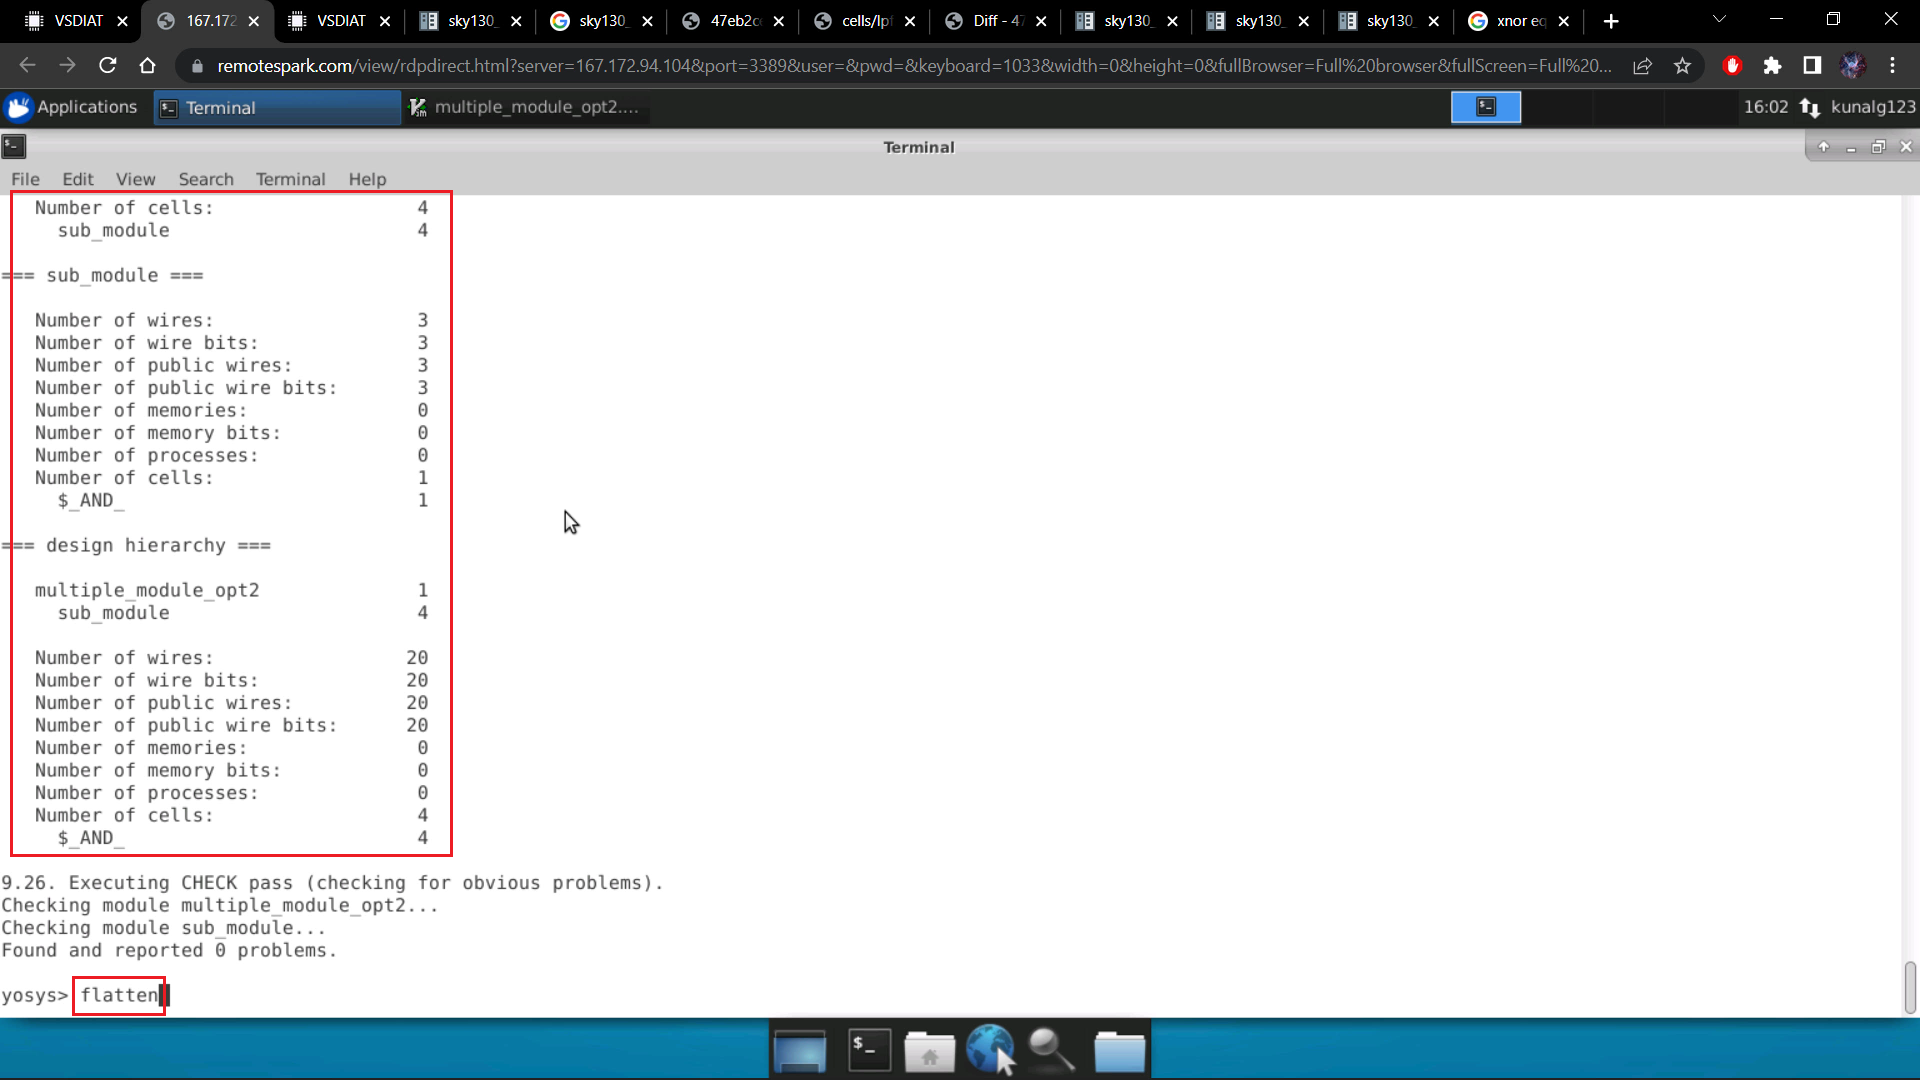 VSDIAT
167.172
VSDIAT
sky130_
sky130_
47eb2c
cells/lpf
Diff - 47
sky130_
sky130_
sky130_
xnor eq
remotespark.com/view/rdpdirect.html?server=167.172.94.104&port=3389&user=&pwd=&keyboard=1033&width=0&height=0&fullBrowser=Full%20browser&fullScreen=Full%20...
Applications
Terminal
multiple_module_opt2....
16:02
kunalg123
Terminal
File Edit View Search Terminal Help
Number of cells: 4
sub_module 4
=== sub_module ===
Number of wires: 3
Number of wire bits: 3
Number of public wires: 3
Number of public wire bits: 3
Number of memories: 0
Number of memory bits: 0
Number of processes: 0
Number of cells: 1
$_AND_ 1
=== design hierarchy ===
multiple_module_opt2 1
sub_module 4
Number of wires: 20
Number of wire bits: 20
Number of public wires: 20
Number of public wire bits: 20
Number of memories: 0
Number of memory bits: 0
Number of processes: 0
Number of cells: 4
$_AND_ 4
9.26. Executing CHECK pass (checking for obvious problems).
Checking module multiple_module_opt2...
Checking module sub_module...
Found and reported 0 problems.
yosys> flatten